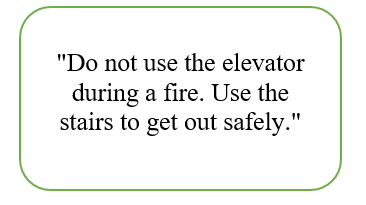 "Do not use the elevator
during a fire. Use the
stairs to get out safely."